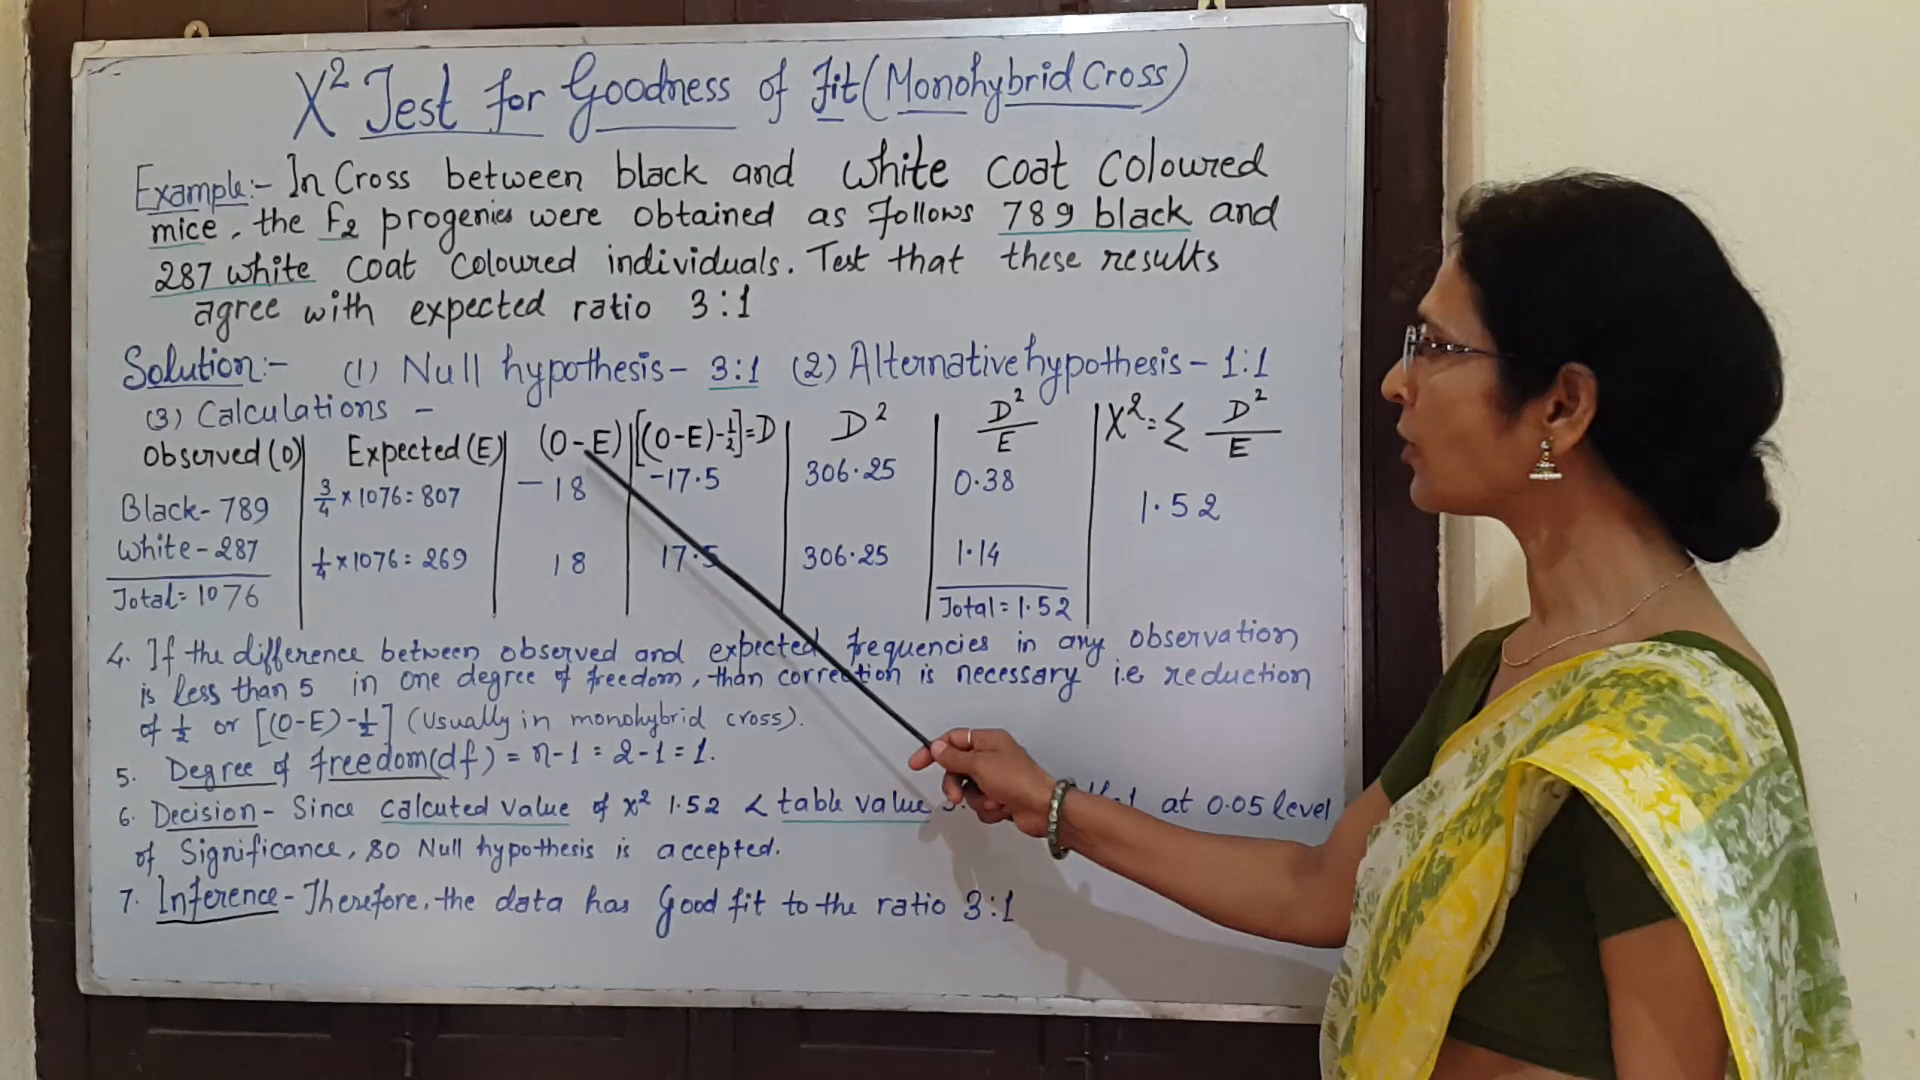 X² Test for Goodness of Fit (Monohybrid Cross)
Example:- In Cross between black and white coat coloured
mice, the F₂ progenies were obtained as follows 789 black and
287 white coat coloured individuals. Test that these results
agree with expected ratio 3:1
Solution:- (1) Null hypothesis- 3:1 (2) Alternative hypothesis- 1:1
(3) Calculations -
Observed (O) | Expected (E) | (O-E) | [(O-E)-½]=D | D² | D²/E | X²=Σ D²/E
Black- 789 | ¾ × 1076= 807 | -18 | -17.5 | 306.25 | 0.38 | 1.52
White- 287 | ¼ × 1076= 269 | 18 | 17.5 | 306.25 | 1.14
Total= 1076 | Total= 1.52
4. If the difference between observed and expected frequencies in any observation,
is less than 5 in one degree of freedom, than correction is necessary i.e reduction
of ½ or [(O-E)-½] (Usually in monohybrid cross).
5. Degree of freedom (df) = n-1 = 2-1 = 1.
6. Decision- Since calcuted value of x² 1.52 < table value at 0.05 level
of Significance, so Null hypothesis is accepted.
7. Inference- Therefore, the data has Good fit to the ratio 3:1